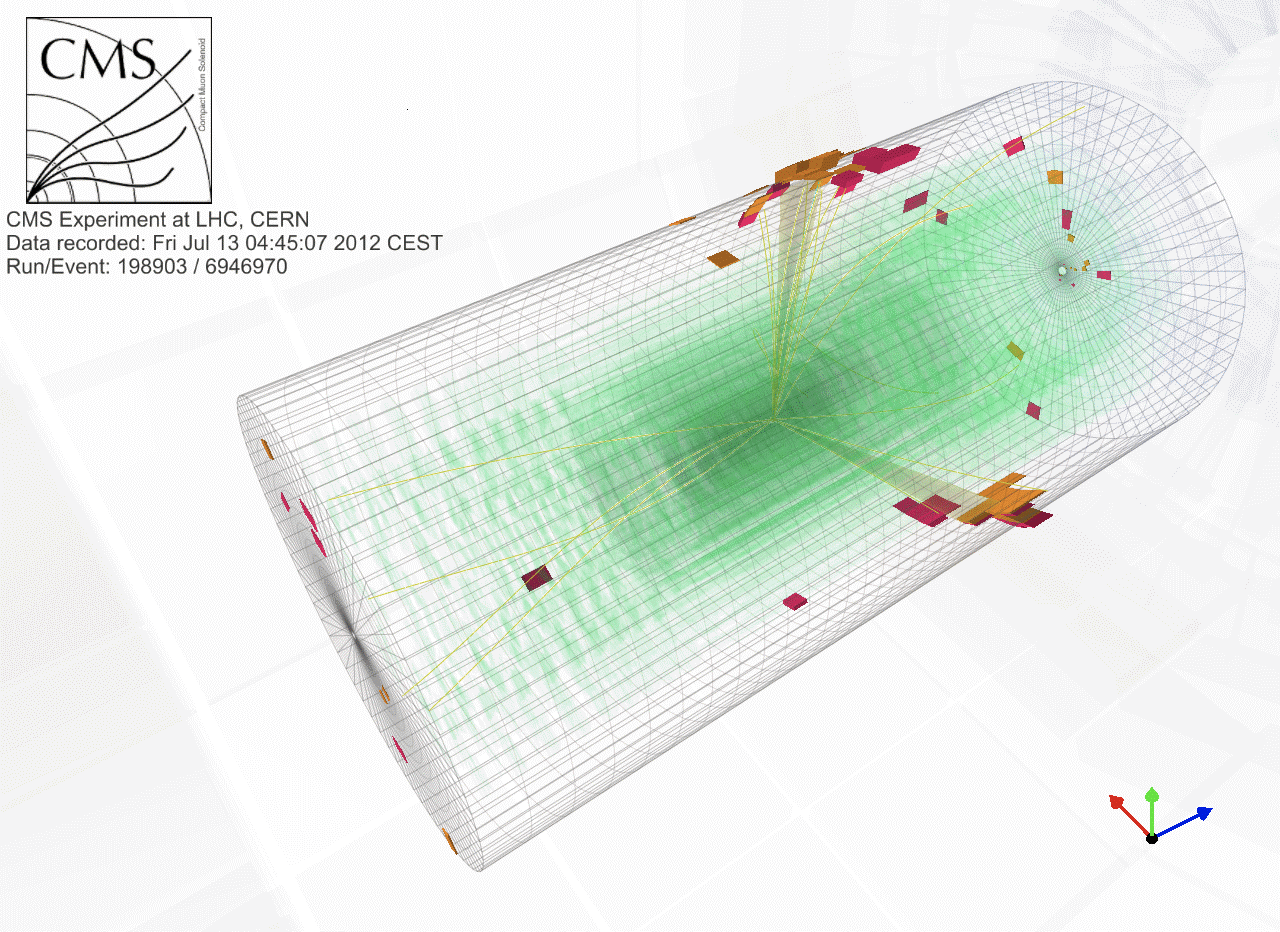 CMS
Compact Muon Solenoid
CMS Experiment at LHC, CERN
Data recorded: Fri Jul 13 04:45:07 2012 CEST
Run/Event: 198903 / 6946970